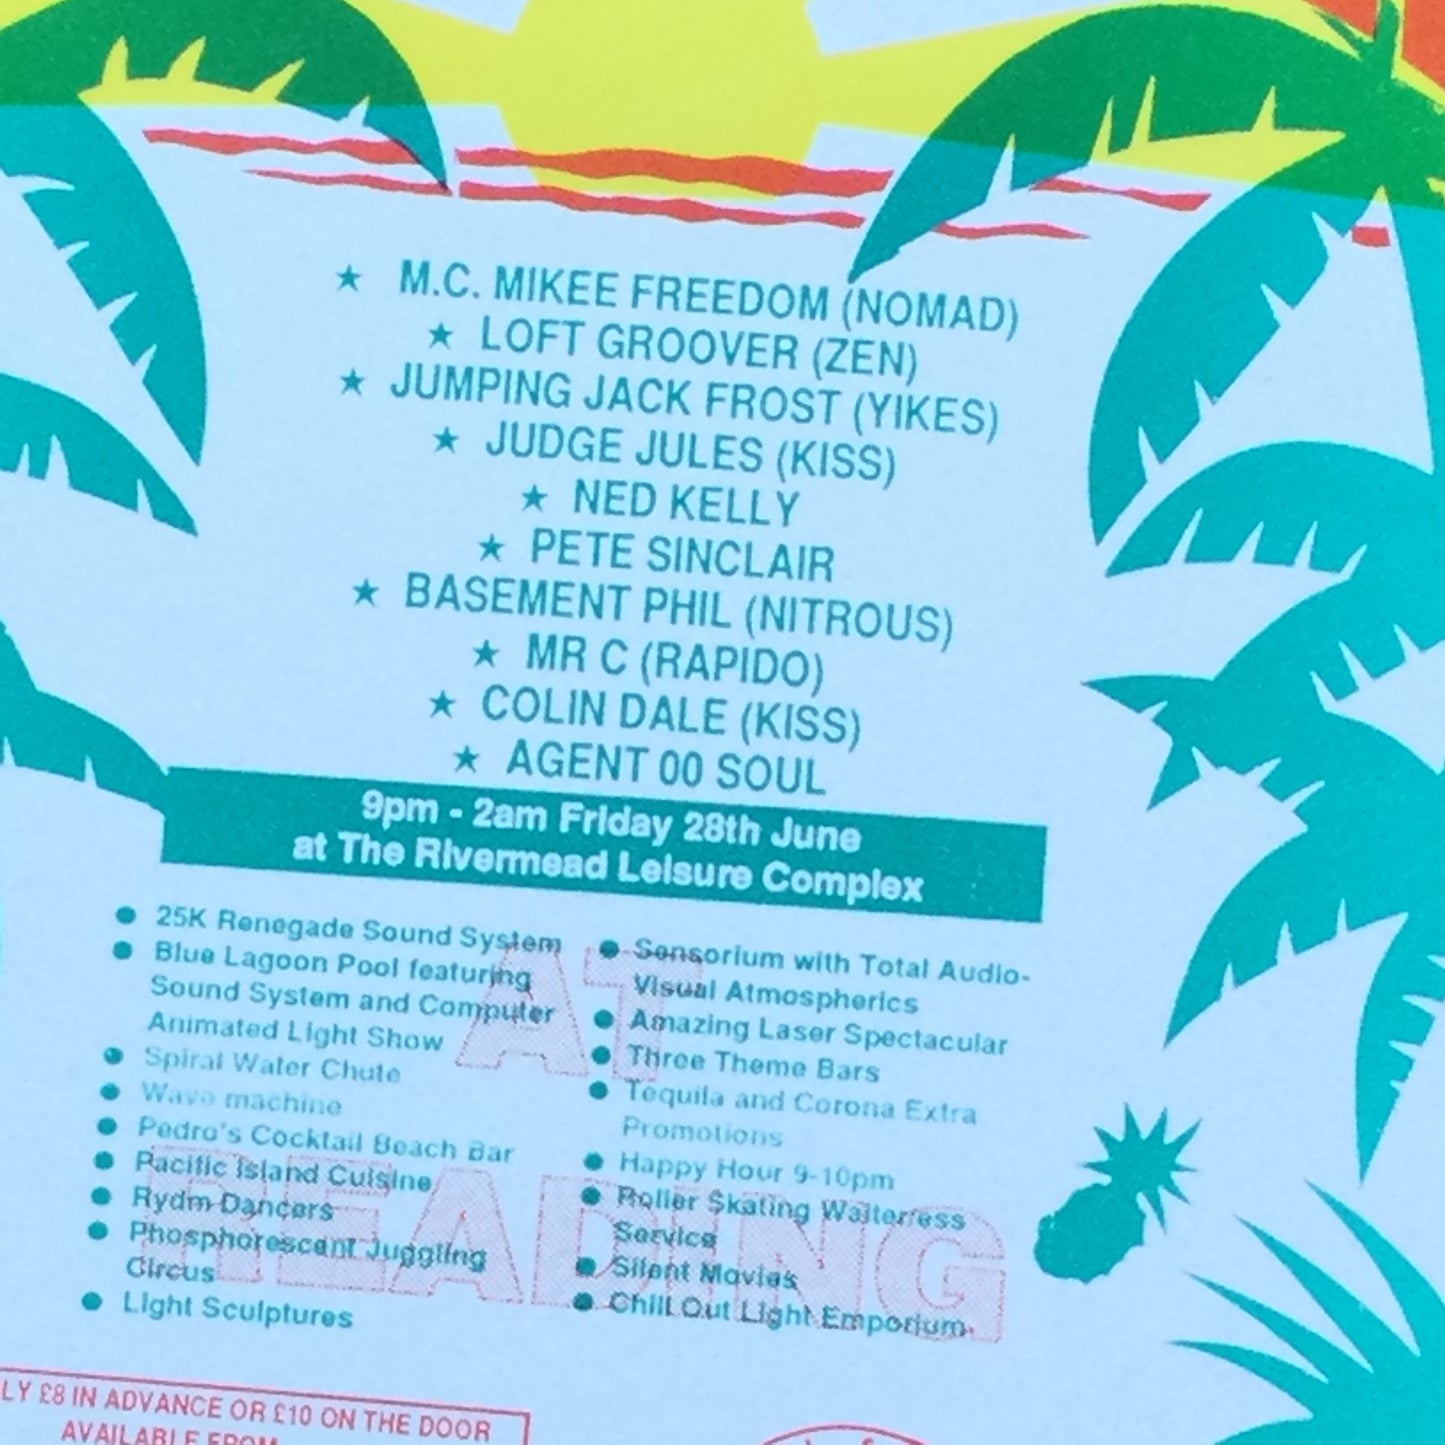 ★ M.C. MIKEE FREEDOM (NOMAD)
★ LOFT GROOVER (ZEN)
★ JUMPING JACK FROST (YIKES)
★ JUDGE JULES (KISS)
★ NED KELLY
★ PETE SINCLAIR
★ BASEMENT PHIL (NITROUS)
★ MR C (RAPIDO)
★ COLIN DALE (KISS)
★ AGENT 00 SOUL
9pm - 2am Friday 28th June
at The Rivermead Leisure Complex
AT
READING
● 25K Renegade Sound System
● Blue Lagoon Pool featuring
Sound System and Computer
Animated Light Show
● Spiral Water Chute
● Wave machine
● Pedro's Cocktail Beach Bar
● Pacific Island Cuisine
● Rydm Dancers
● Phosphorescent Juggling
Circus
● Light Sculptures
● Sensorium with Total Audio-
Visual Atmospherics
● Amazing Laser Spectacular
● Three Theme Bars
● Tequila and Corona Extra
Promotions
● Happy Hour 9-10pm
● Roller Skating Waiter/ess
Service
● Silent Movies
● Chill Out Light Emporium
LY £8 IN ADVANCE OR £10 ON THE DOOR
AVAILABLE FROM